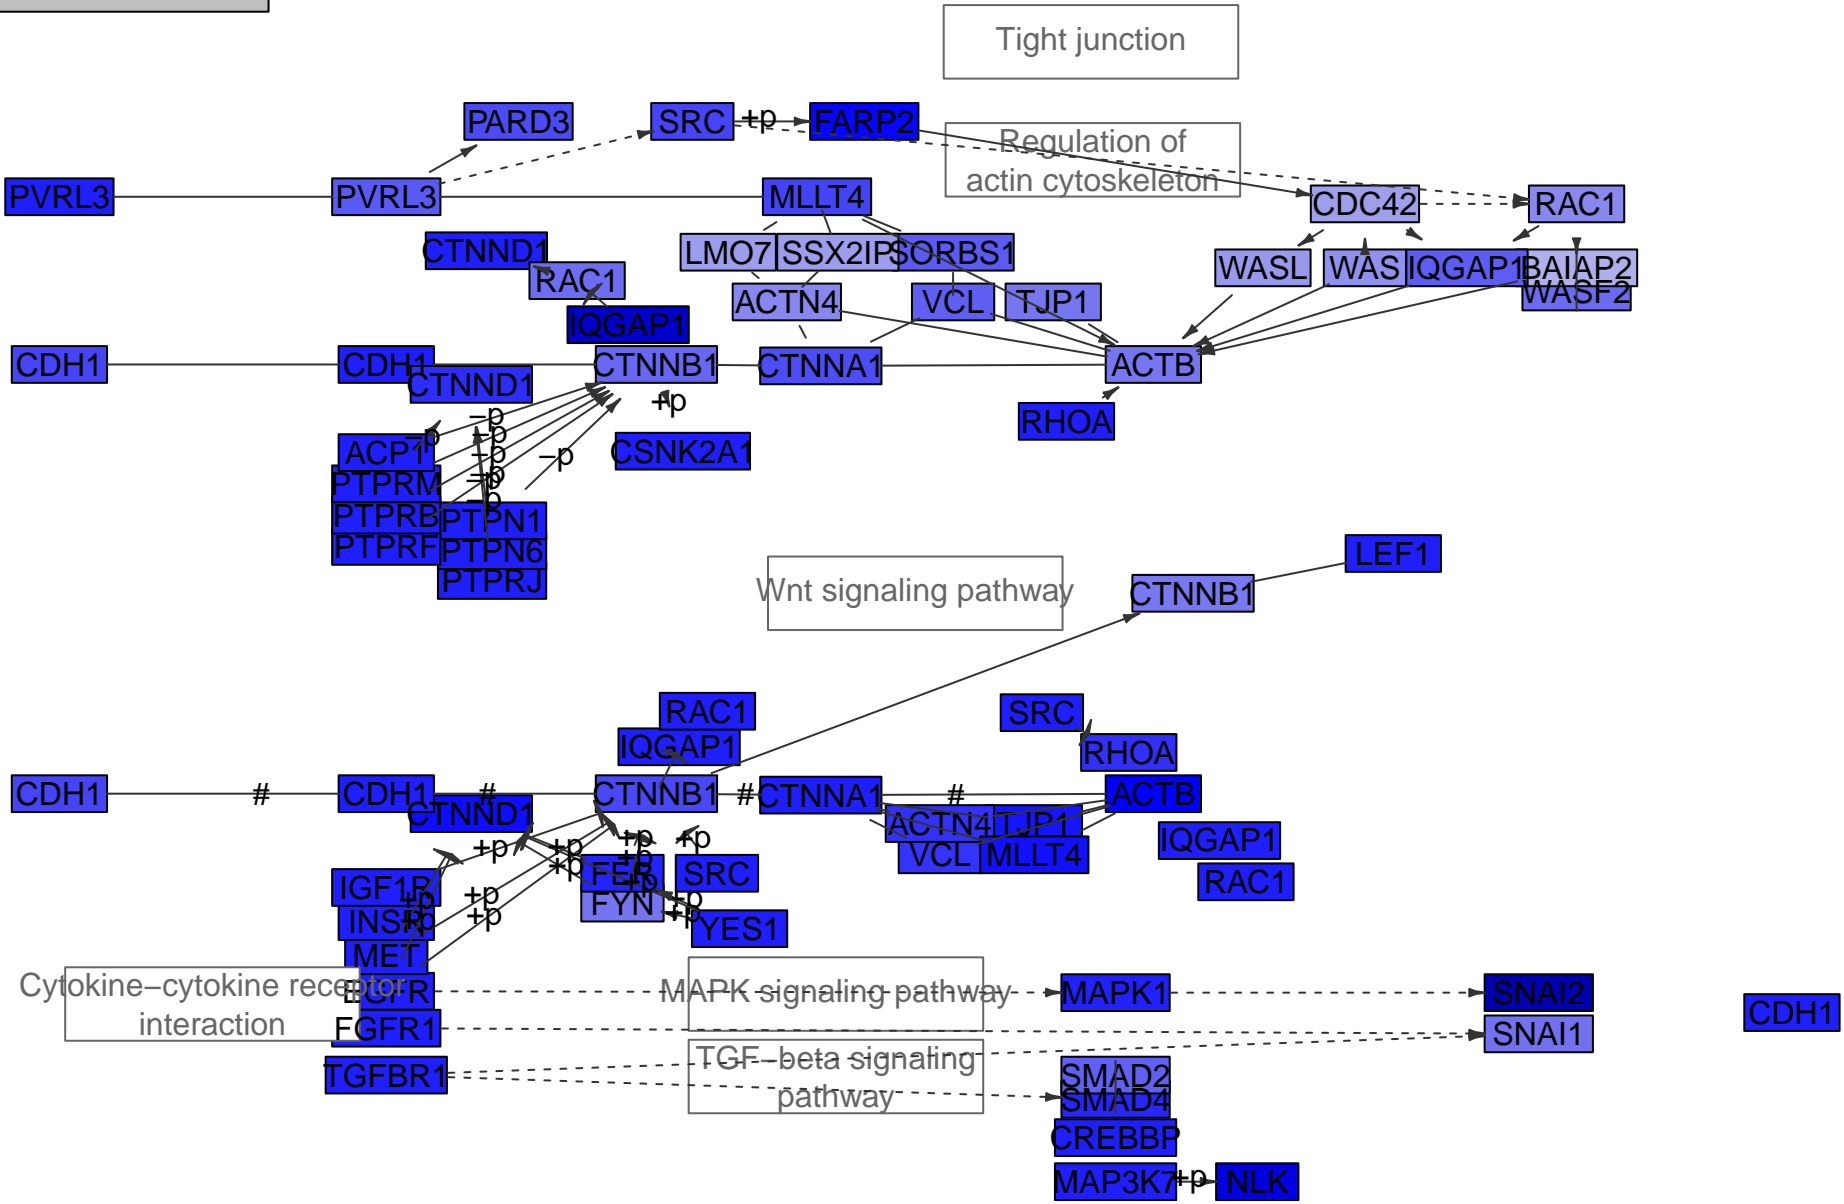 Tight junction
PARD3
SRC
+p
FARP2
Regulation of
actin cytoskeleton
PVRL3
PVRL3
MLLT4
CDC42
RAC1
CTNND1
LMO7
SSX2IP
SORBS1
WASL
WAS
IQGAP1
BAIAP2
RAC1
WASF2
ACTN4
VCL
TJP1
IQGAP1
CDH1
CDH1
CTNNB1
CTNNA1
ACTB
CTNND1
+p
RHOA
−p
−p
−p
−p
−p
−p
−p
−p
ACP1
CSNK2A1
PTPRM
PTPRB
PTPN1
PTPRF
PTPN6
PTPRJ
LEF1
Wnt signaling pathway
CTNNB1
RAC1
SRC
IQGAP1
RHOA
CDH1
#
CDH1
#
CTNNB1
#
CTNNA1
#
ACTB
CTNND1
ACTN4
TJP1
+p
+p
+p
+p
IQGAP1
VCL
MLLT4
+p
+p
FER
SRC
+p
RAC1
IGF1R
+p
+p
+p
FYN
+p
INSR
+p
+p
+p
YES1
MET
Cytokine−cytokine receptor
interaction
EGFR
MAPK signaling pathway
MAPK1
SNAI2
CDH1
FGFR1
SNAI1
TGF−beta signaling
pathway
TGFBR1
SMAD2
SMAD4
CREBBP
MAP3K7
+p
NLK